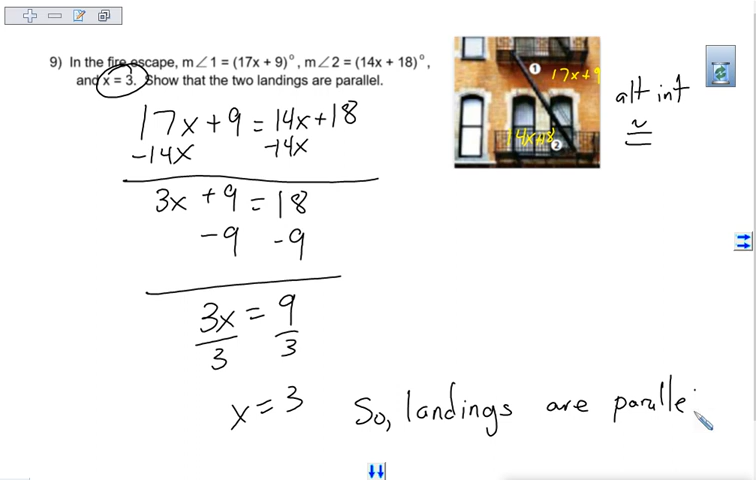 9) In the fire escape, m∠1 = (17x + 9)°, m∠2 = (14x + 18)°,
and x = 3. Show that the two landings are parallel.
1
17x+9
14x+18
2
alt int
≅
17x + 9 = 14x + 18
-14x -14x
3x + 9 = 18
-9 -9
3x = 9
3 3
x = 3 So, landings are paralle